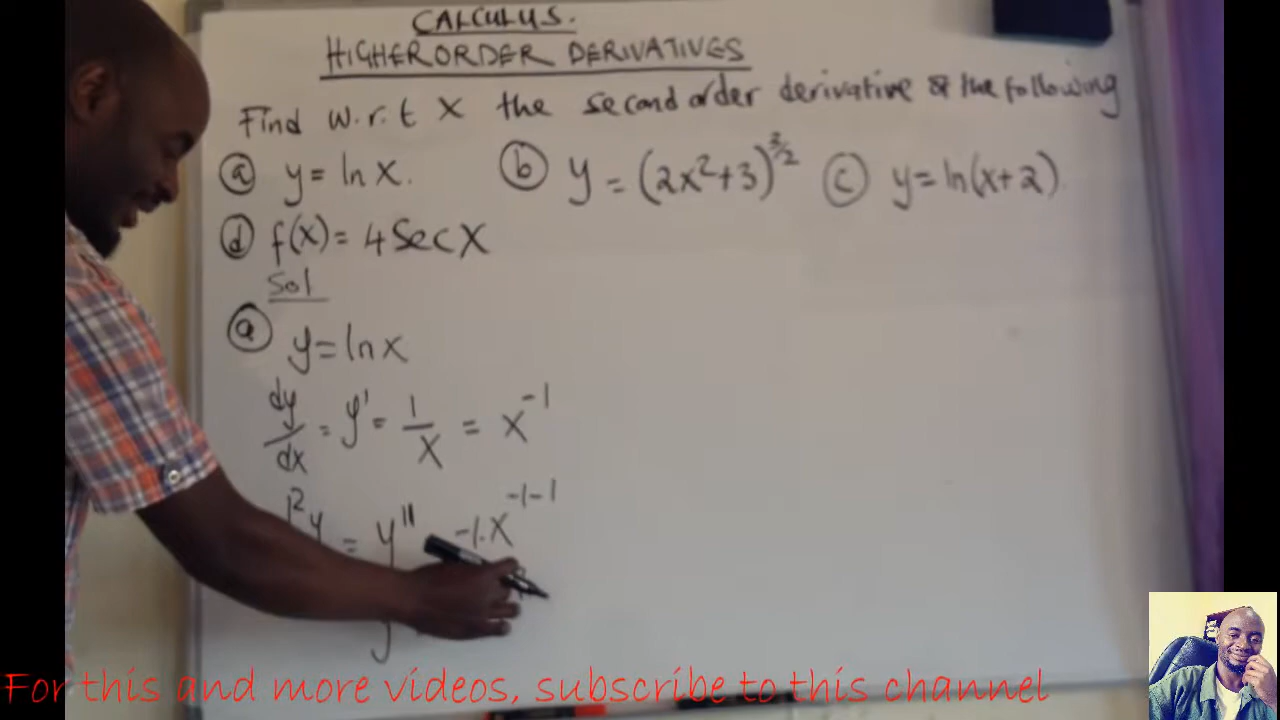 CALCULUS.
HIGHER ORDER DERIVATIVES
Find w.r.t X the second order derivative of the following
(a) y = ln x. (b) y = (2x²+3)^3/2 (c) y = ln(x+2).
(d) f(x) = 4 Sec X
Sol
(a) y = ln x
dy/dx = y' = 1/x = x^-1
y = y'' -1.x^-1-1
y
For this and more videos, subscribe to this channel